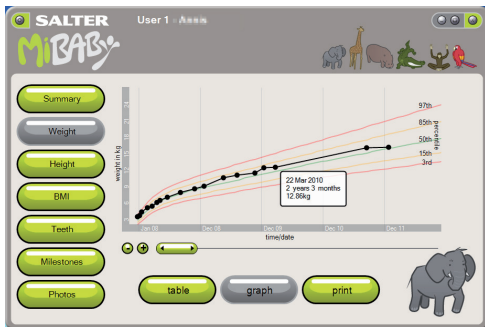 SALTER
MiBABy
User 1
Summary
Weight
Height
BMI
Teeth
Milestones
Photos
weight in kg
97th
85th
50th
15th
3rd
percentile
22 Mar 2010
2 years 3 months
12.86kg
Jan 08
Dec 08
Dec 09
Dec 10
Dec 11
time/date
table
graph
print